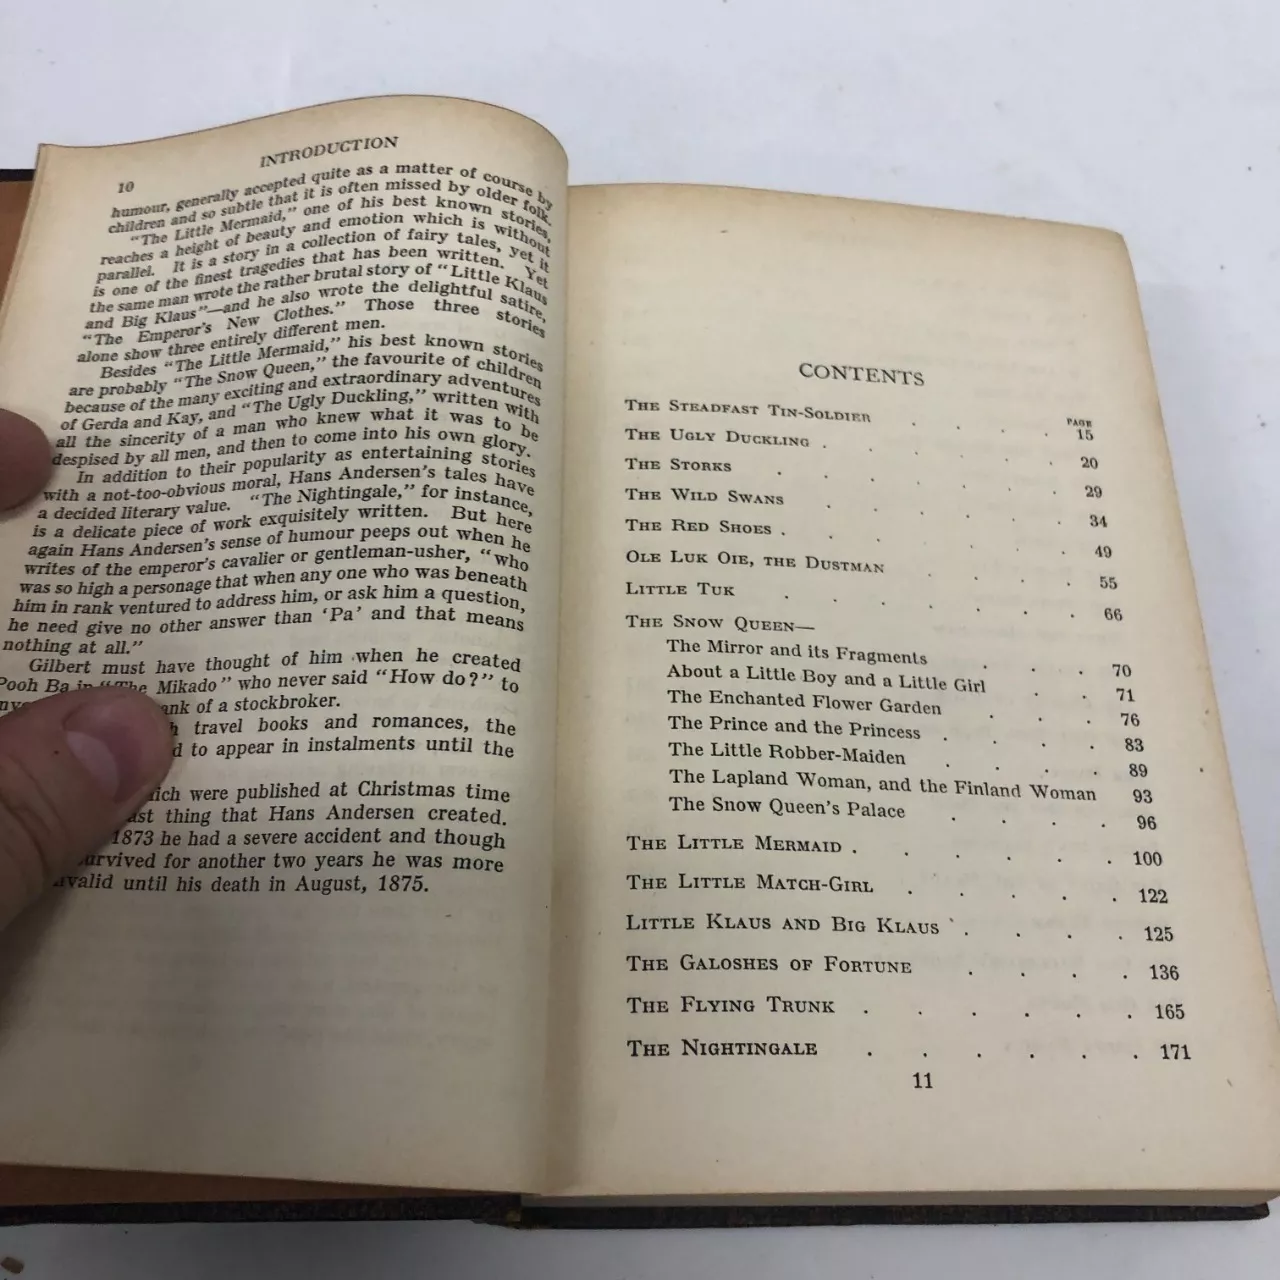 INTRODUCTION
10
humour, generally accepted quite as a matter of course by
children and so subtle that it is often missed by older folk.
"The Little Mermaid," one of his best known stories,
reaches a height of beauty and emotion which is without
parallel. It is a story in a collection of fairy tales, yet it
is one of the finest tragedies that has been written. Yet
the same man wrote the rather brutal story of "Little Klaus
and Big Klaus"—and he also wrote the delightful satire,
"The Emperor's New Clothes." Those three stories
alone show three entirely different men.
Besides "The Little Mermaid," his best known stories
are probably "The Snow Queen," the favourite of children
because of the many exciting and extraordinary adventures
of Gerda and Kay, and "The Ugly Duckling," written with
all the sincerity of a man who knew what it was to be
despised by all men, and then to come into his own glory.
In addition to their popularity as entertaining stories
with a not-too-obvious moral, Hans Andersen's tales have
a decided literary value. "The Nightingale," for instance,
is a delicate piece of work exquisitely written. But here
again Hans Andersen's sense of humour peeps out when he
writes of the emperor's cavalier or gentleman-usher, "who
was so high a personage that when any one who was beneath
him in rank ventured to address him, or ask him a question,
he need give no other answer than 'Pa' and that means
nothing at all."
Gilbert must have thought of him when he created
Pooh Ba in "The Mikado" who never said "How do?" to
of a stockbroker.
travel books and romances, the
to appear in instalments until the
were published at Christmas time
thing that Hans Andersen created.
1873 he had a severe accident and though
survived for another two years he was more
until his death in August, 1875.
CONTENTS
PAGE
THE STEADFAST TIN-SOLDIER . . . . 15
THE UGLY DUCKLING . . . . . . 20
THE STORKS . . . . . . 29
THE WILD SWANS . . . . . . 34
THE RED SHOES . . . . . . 49
OLE LUK OIE, THE DUSTMAN . . . . 55
LITTLE TUK . . . . . . . 66
THE SNOW QUEEN—
The Mirror and its Fragments . . . 70
About a Little Boy and a Little Girl . . 71
The Enchanted Flower Garden . . . 76
The Prince and the Princess . . . . 83
The Little Robber-Maiden . . . . 89
The Lapland Woman, and the Finland Woman 93
The Snow Queen's Palace . . . . 96
THE LITTLE MERMAID . . . . . . 100
THE LITTLE MATCH-GIRL . . . . . 122
LITTLE KLAUS AND BIG KLAUS . . . . 125
THE GALOSHES OF FORTUNE . . . . 136
THE FLYING TRUNK . . . . . . 165
THE NIGHTINGALE . . . . . . 171
11